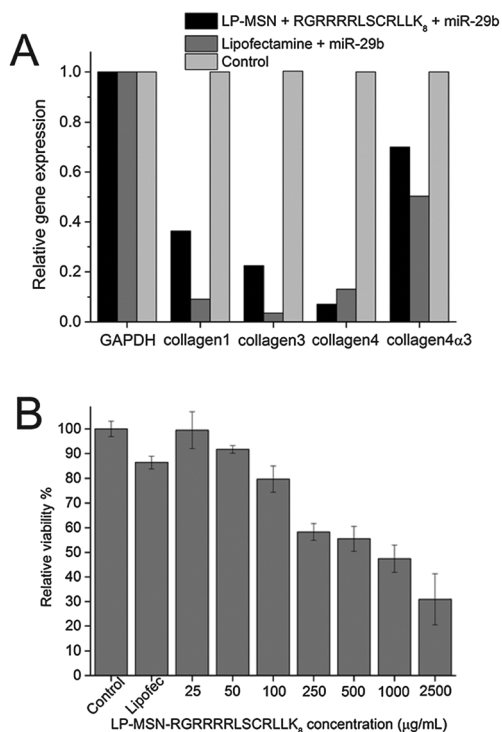 A
LP-MSN + RGRRRRLSCRLLK₈ + miR-29b
Lipofectamine + miR-29b
Control
Relative gene expression
1.0
0.8
0.6
0.4
0.2
0.0
GAPDH collagen1 collagen3 collagen4 collagen4α3
B
Relative viability %
100
90
80
70
60
50
40
30
20
10
0
Control Lipofec 25 50 100 250 500 1000 2500
LP-MSN-RGRRRRLSCRLLK₈ concentration (μg/mL)